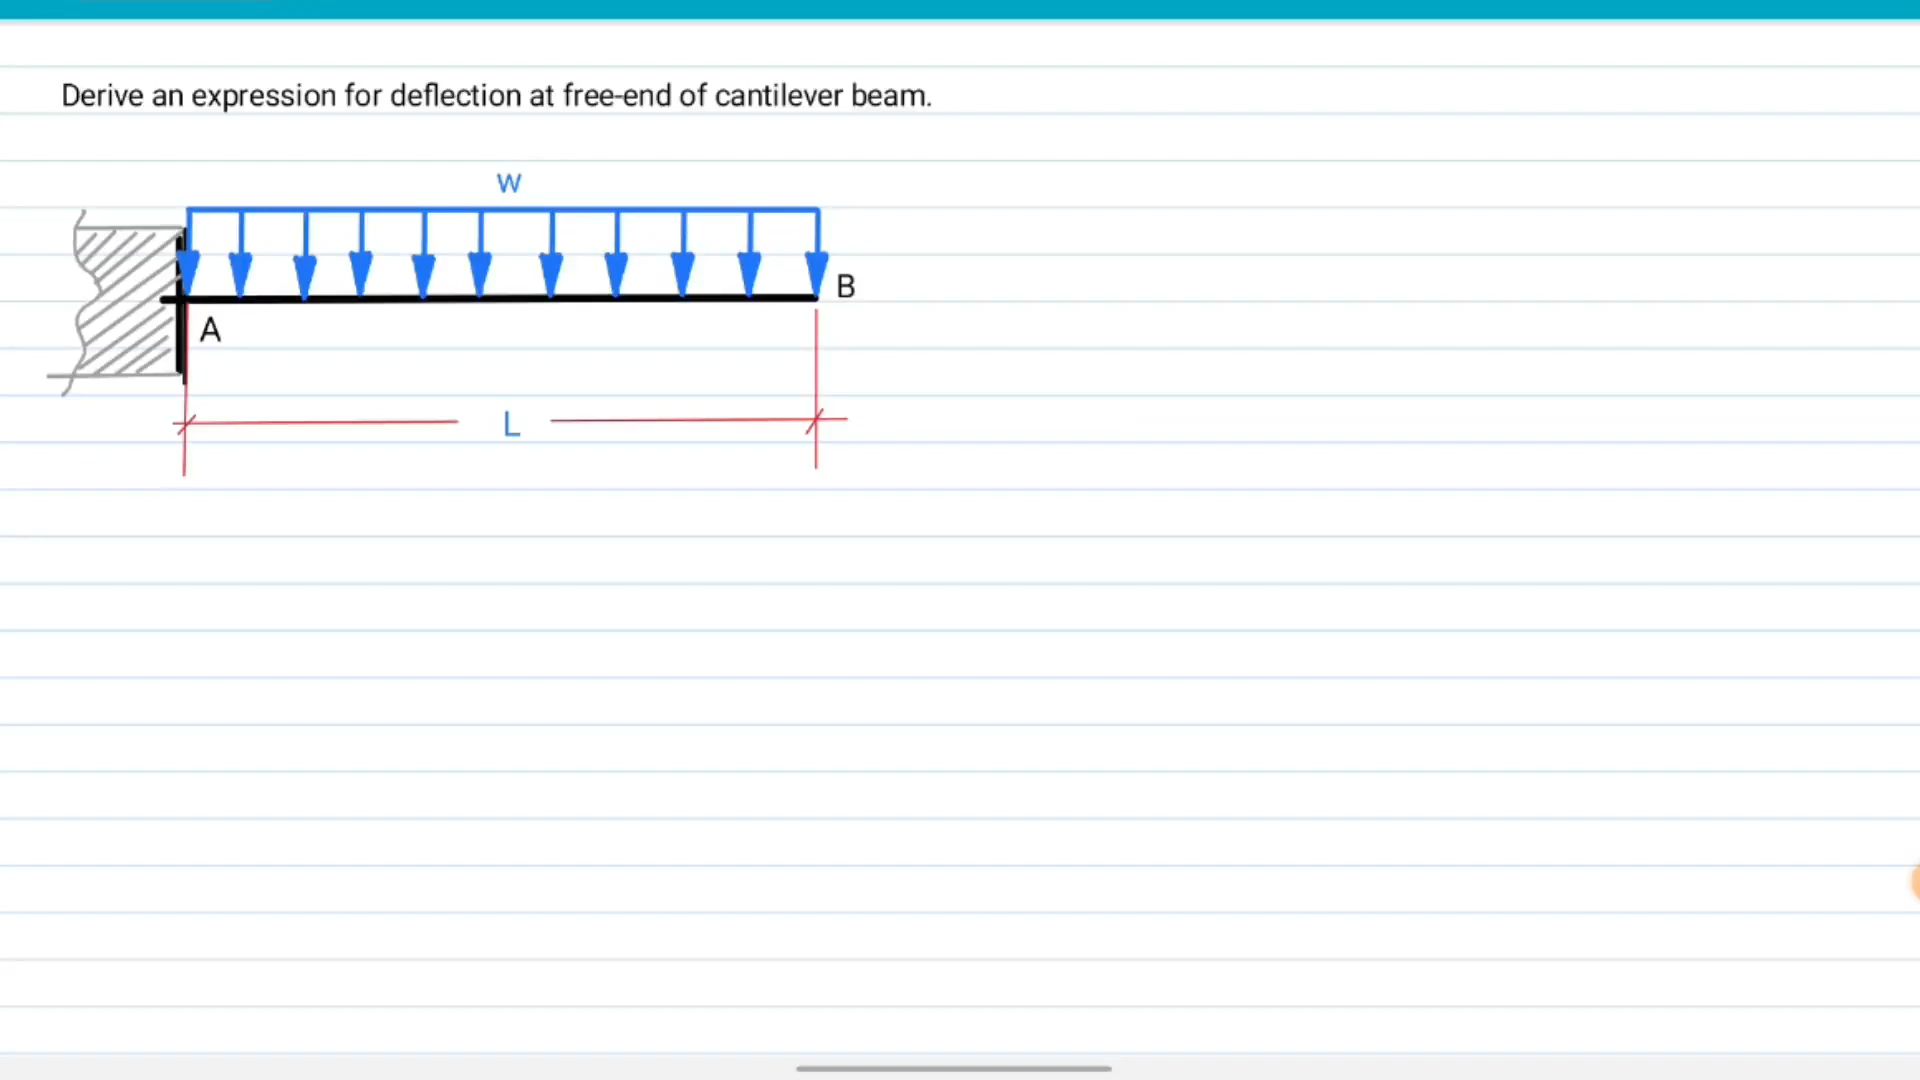 Derive an expression for deflection at free-end of cantilever beam.
w
B
A
L